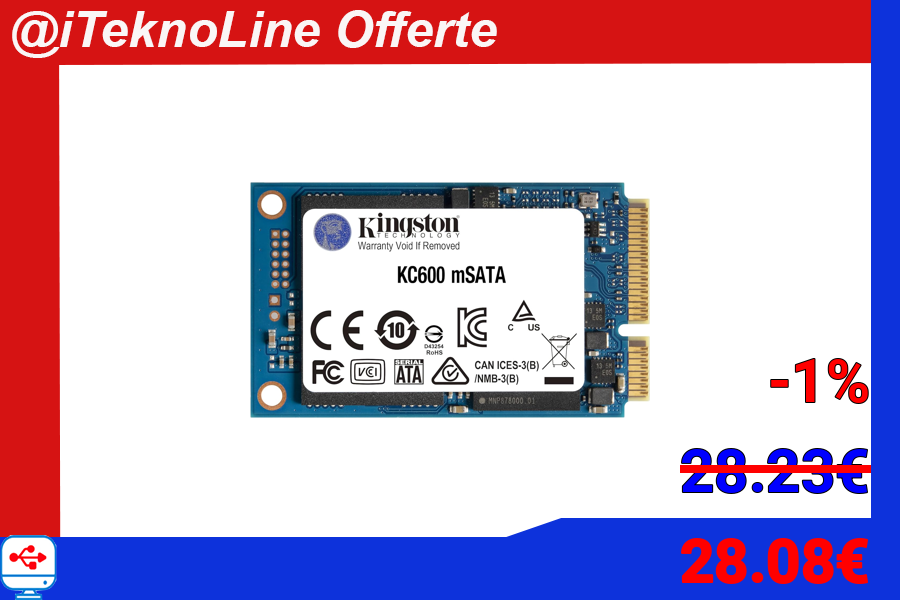 @iTeknoLine Offerte
Kingston
TECHNOLOGY
Warranty Void If Removed
KC600 mSATA
CE
10
D43254
RoHS
C US
FC
VCI
SERIAL
ATA
CAN ICES-3(B)
/NMB-3(B)
-1%
28.23€
28.08€